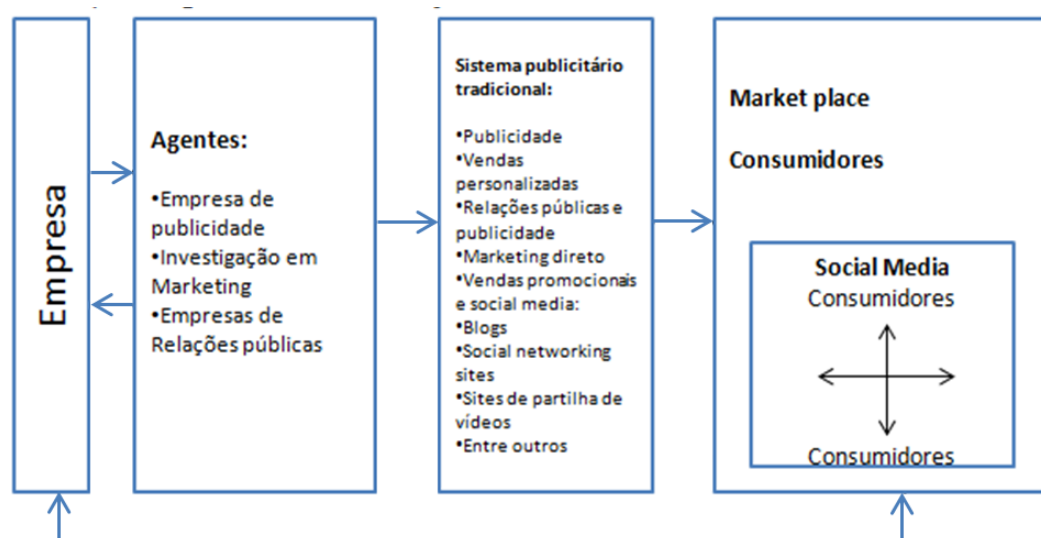 Empresa
Agentes:
•Empresa de
publicidade
•Investigação em
Marketing
•Empresas de
Relações públicas
Sistema publicitário
tradicional:
•Publicidade
•Vendas
personalizadas
•Relações públicas e
publicidade
•Marketing direto
•Vendas promocionais
e social media:
•Blogs
•Social networking
sites
•Sites de partilha de
vídeos
•Entre outros
Market place
Consumidores
Social Media
Consumidores
Consumidores